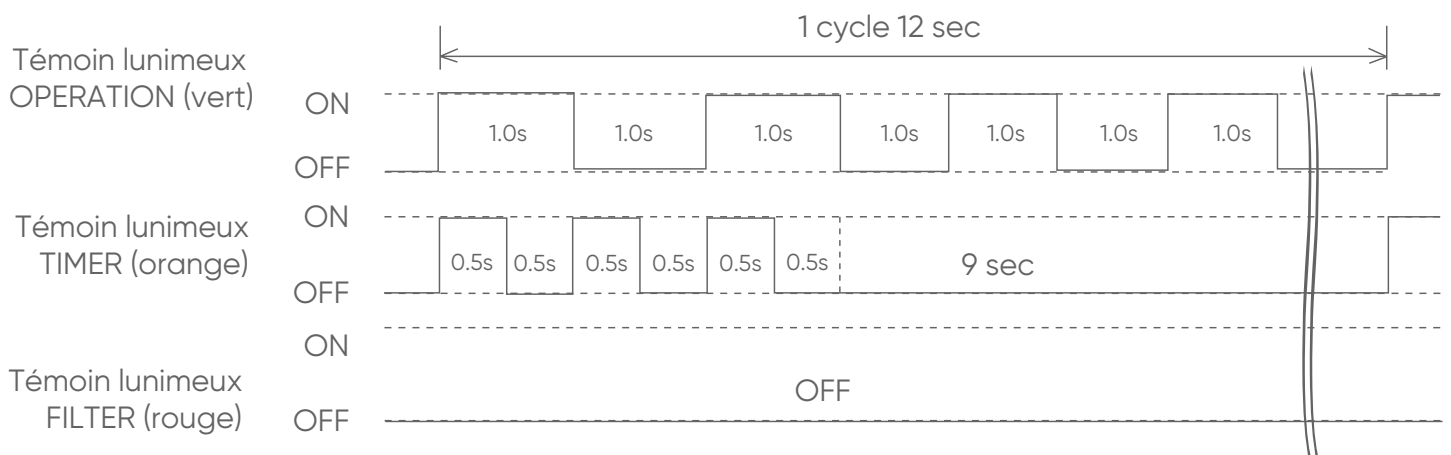 1 cycle 12 sec
Témoin lunimeux
OPERATION (vert)
ON
1.0s 1.0s 1.0s 1.0s 1.0s 1.0s 1.0s
OFF
Témoin lunimeux
TIMER (orange)
ON
0.5s 0.5s 0.5s 0.5s 0.5s 0.5s 9 sec
OFF
Témoin lunimeux
FILTER (rouge)
ON
OFF
OFF